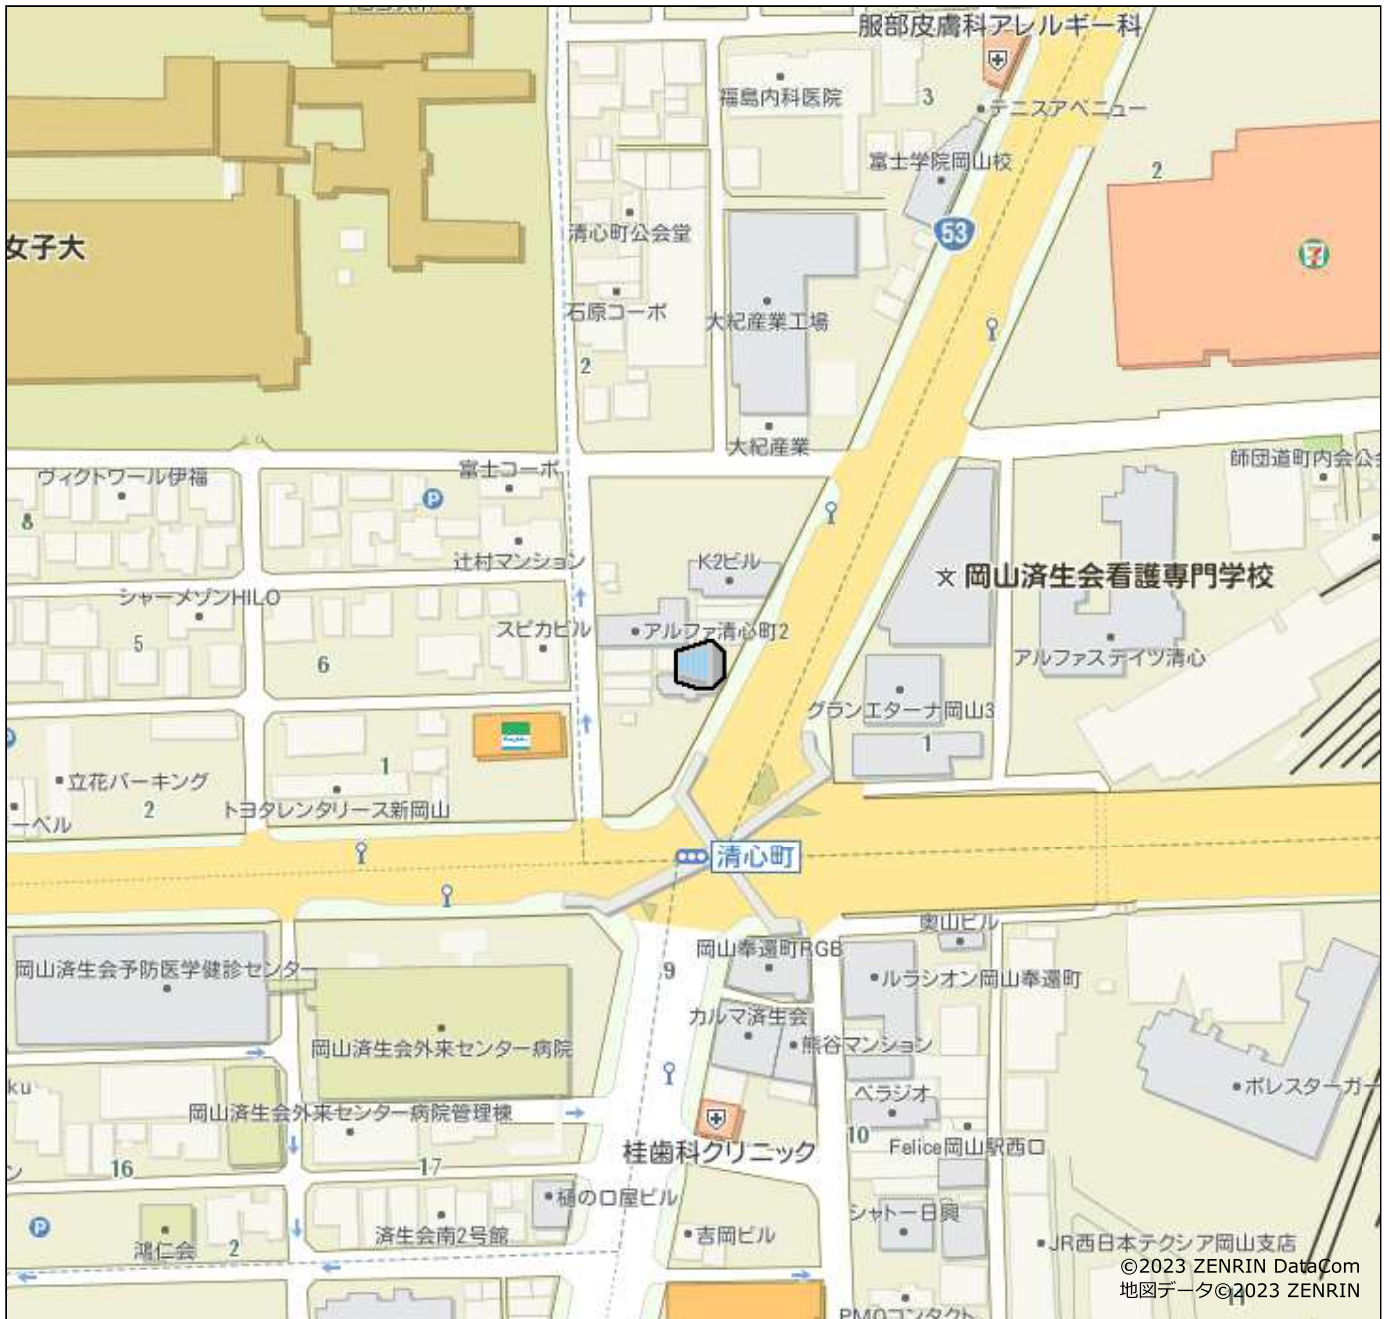 服部皮膚科アレルギー科
福島内科医院
3
テニスアベニュー
富士学院岡山校
2
53
女子大
清心町公会堂
石原コーポ
大紀産業工場
2
大紀産業
師団道町内会公会
富士コーポ
ヴィクトワール伊福
P
8
辻村マンション
K2ビル
岡山済生会看護専門学校
シャーメゾンHILO
スピカビル
アルファ清心町2
5
6
アルファステイツ清心
グランエターナ岡山3
1
立花パーキング
1
2
トヨタレンタリース新岡山
ーベル
清心町
奥山ビル
岡山奉還町RGB
9
岡山済生会予防医学健診センター
ルラシオン岡山奉還町
カルマ済生会
熊谷マンション
岡山済生会外来センター病院
ku
ベラジオ
ポレスターガー
岡山済生会外来センター病院管理棟
10
Felice岡山駅西口
桂歯科クリニック
16
17
ン
樋の口屋ビル
シャトー日興
P
済生会南2号館
吉岡ビル
鴻仁会
2
JR西日本テクシア岡山支店
©2023 ZENRIN DataCom
地図データ©2023 ZENRIN
11
PMOコンタクト